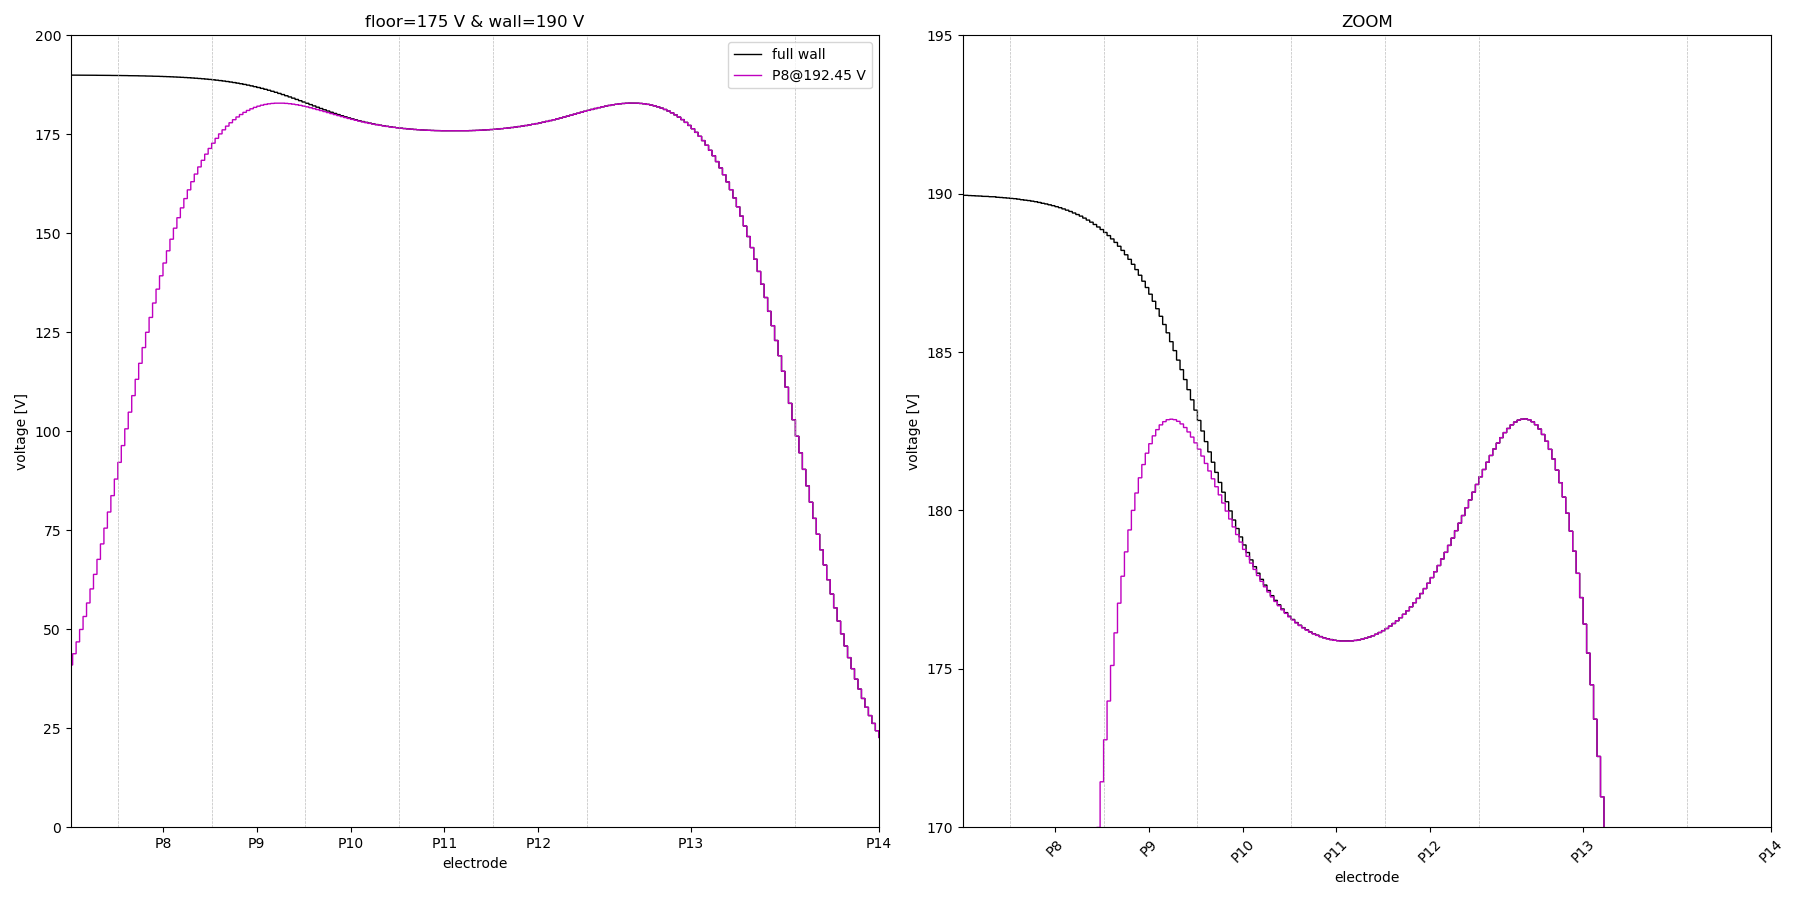 floor=175 V & wall=190 V
200
175
150
125
100
75
50
25
0
voltage [V]
full wall
P8@192.45 V
P8 P9 P10 P11 P12 P13 P14
electrode
ZOOM
195
190
185
180
175
170
voltage [V]
P8 P9 P10 P11 P12 P13 P14
electrode